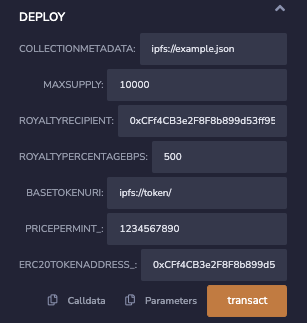 DEPLOY
COLLECTIONMETADATA: ipfs://example.json
MAXSUPPLY: 10000
ROYALTYRECIPIENT: 0xCFf4CB3e2F8F8b899d53ff95
ROYALTYPERCENTAGEBPS: 500
BASETOKENURI: ipfs://token/
PRICEPERMINT_: 1234567890
ERC20TOKENADDRESS_: 0xCFf4CB3e2F8F8b899d5
Calldata Parameters transact